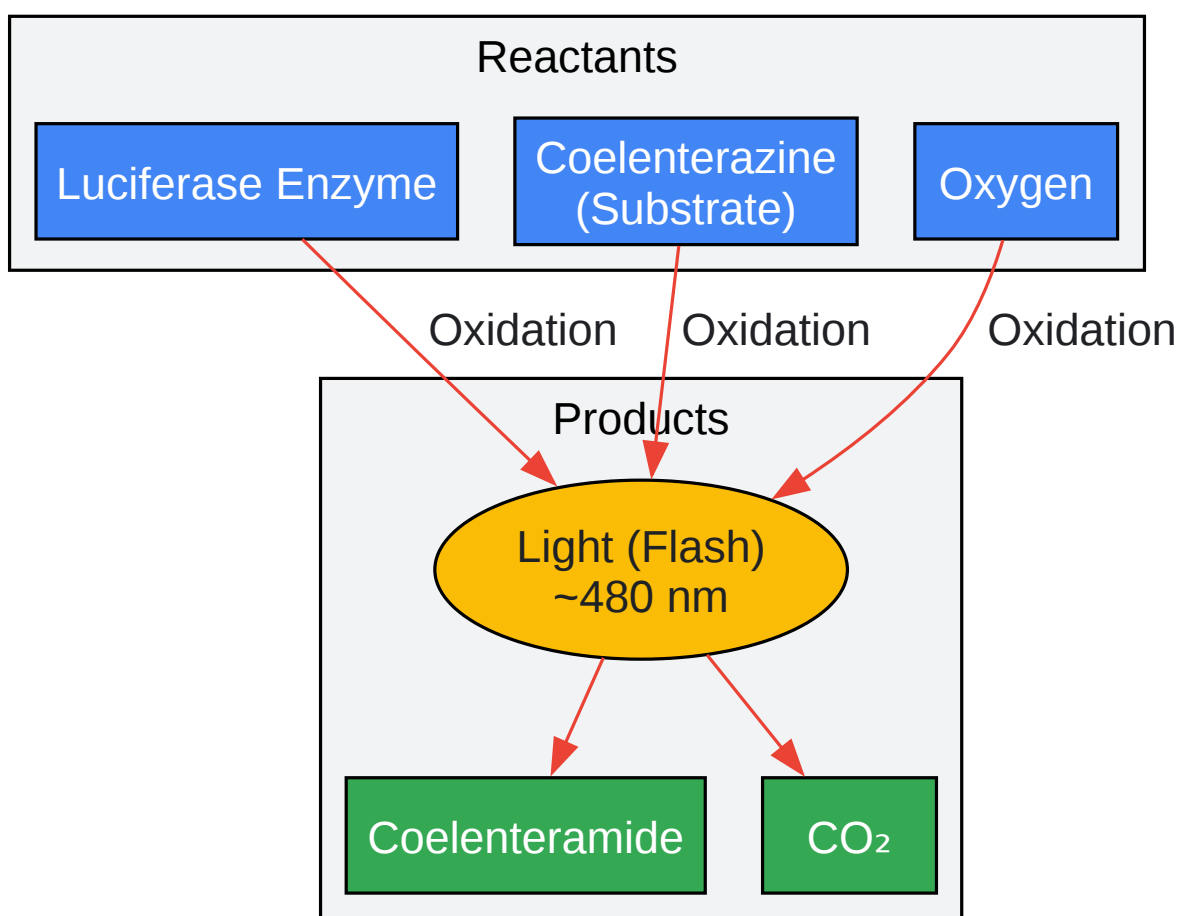 Reactants
Luciferase Enzyme
Coelenterazine
(Substrate)
Oxygen
Oxidation
Oxidation
Oxidation
Products
Light (Flash)
~480 nm
Coelenteramide
CO₂